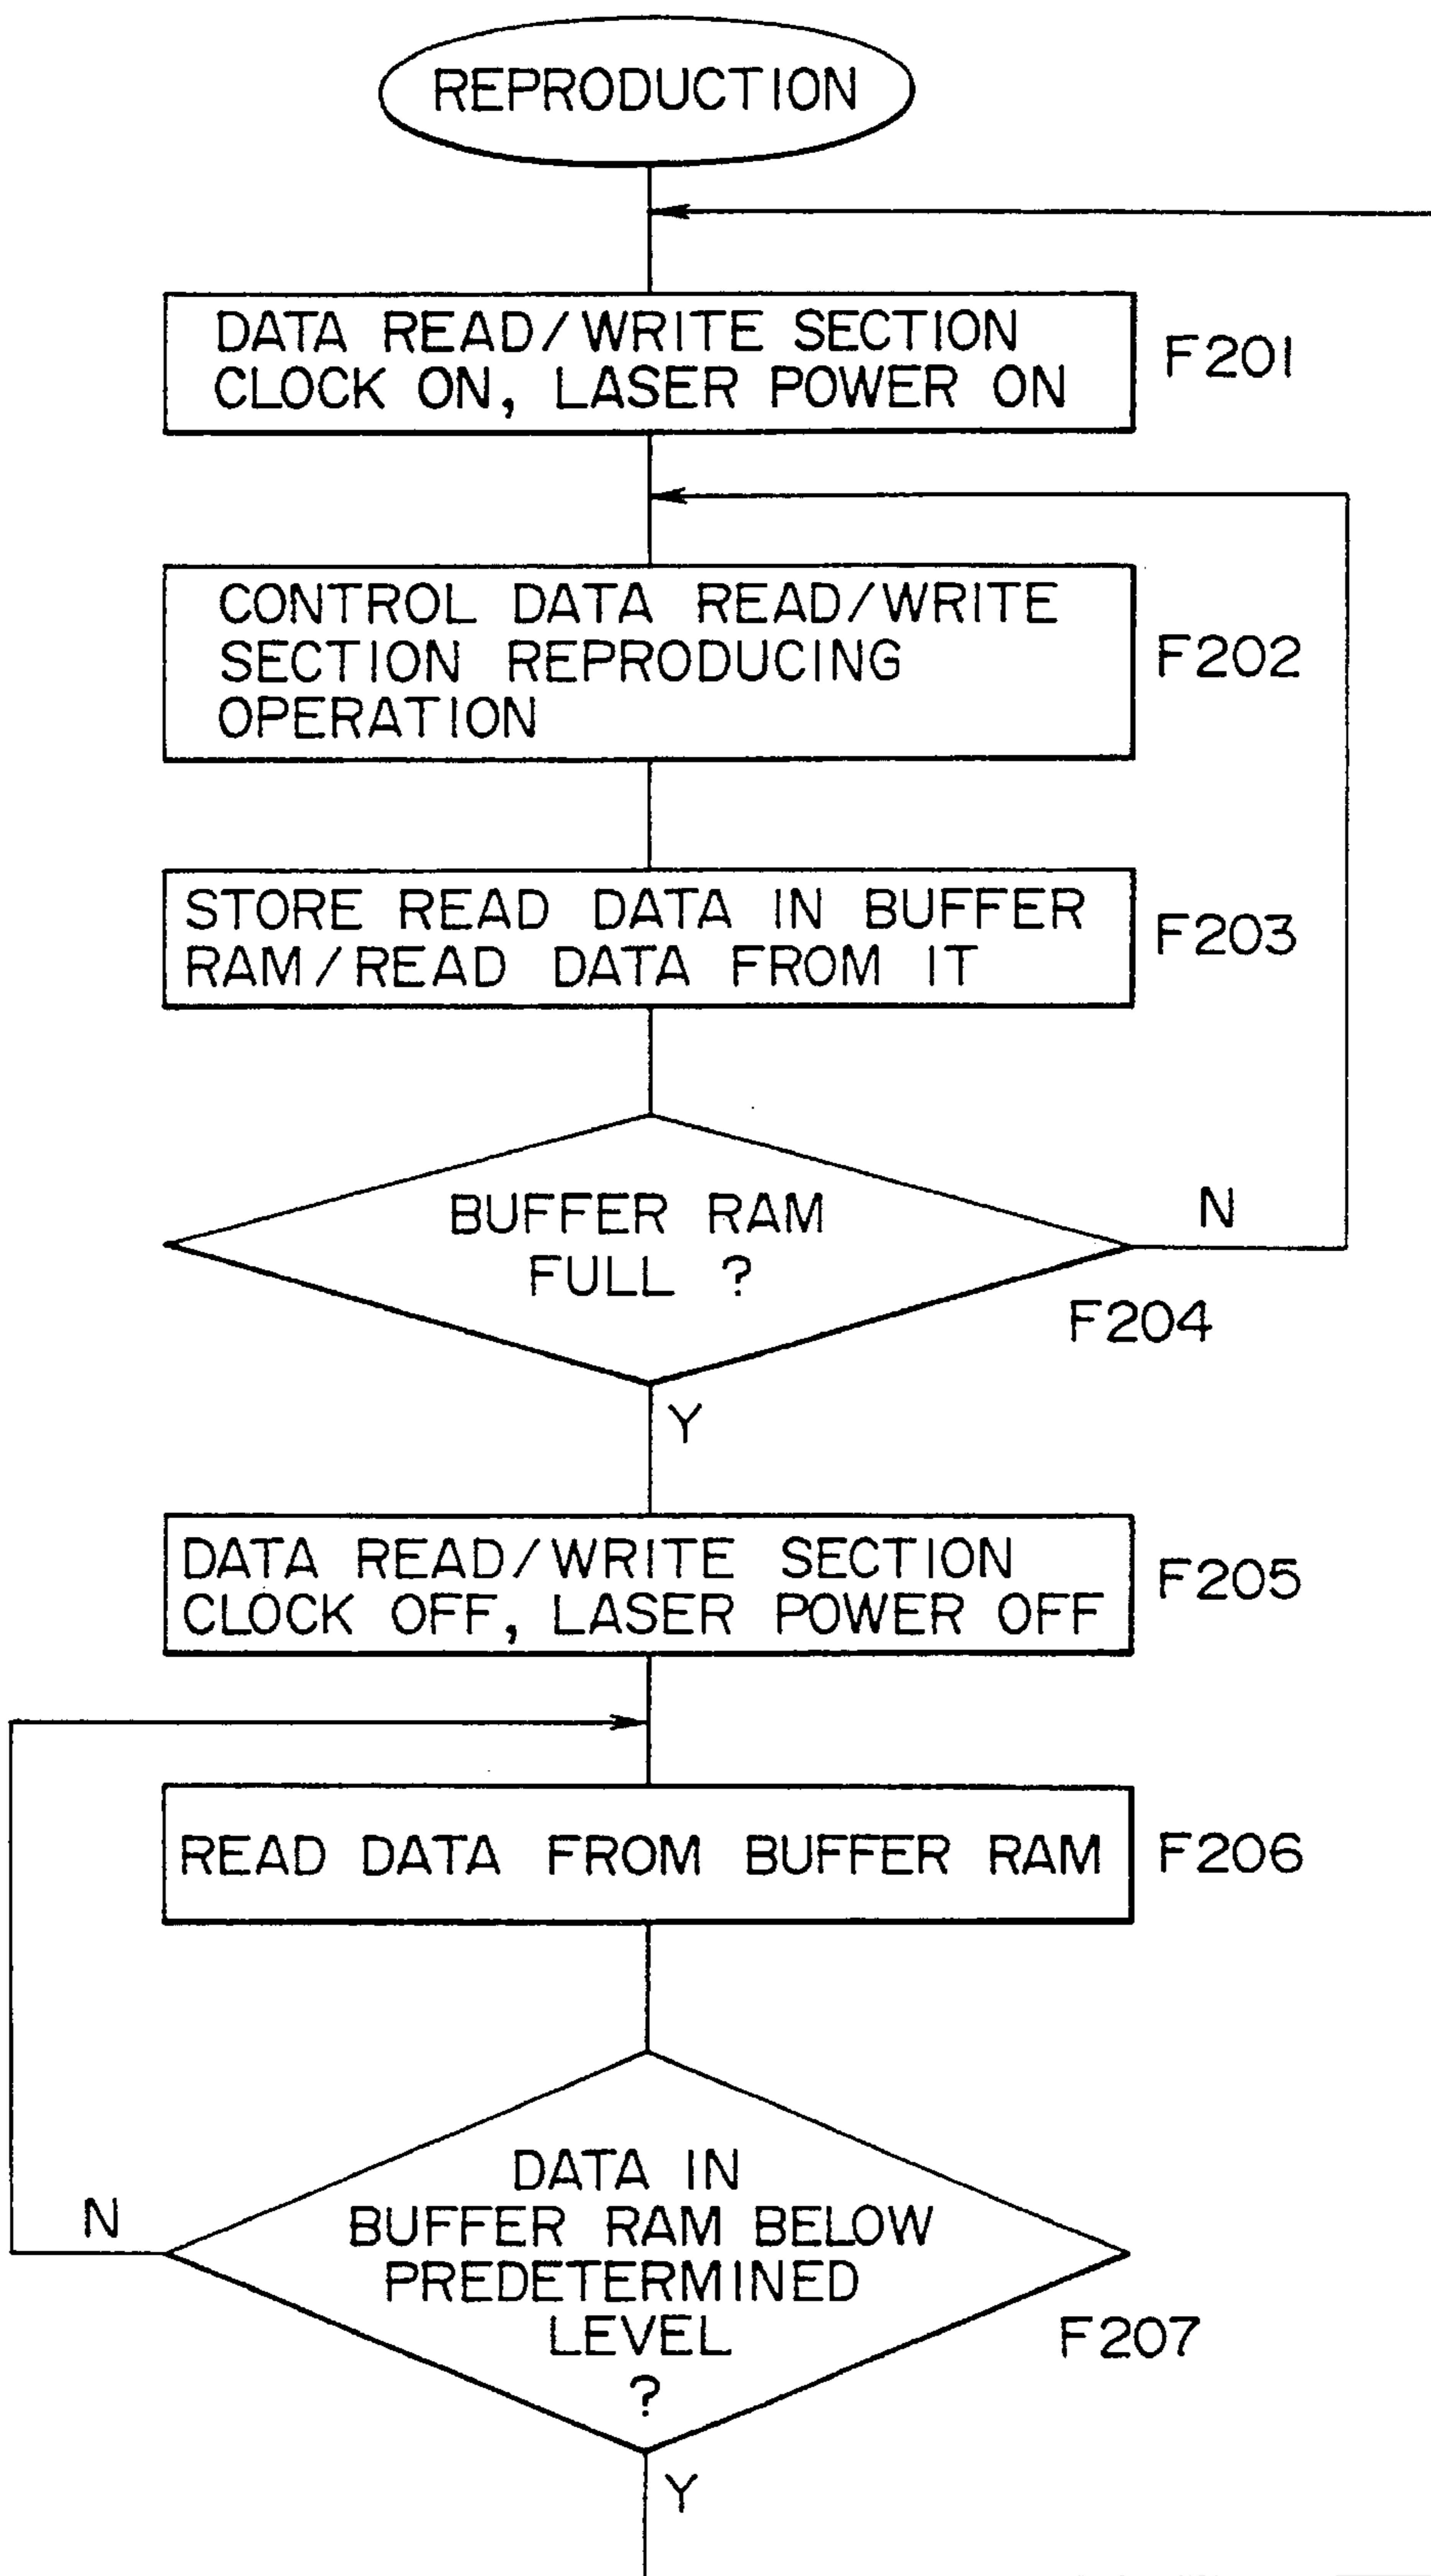 REPRODUCTION
DATA READ/WRITE SECTION
CLOCK ON, LASER POWER ON
F201
CONTROL DATA READ/WRITE
SECTION REPRODUCING
OPERATION
F202
STORE READ DATA IN BUFFER
RAM/READ DATA FROM IT
F203
BUFFER RAM
FULL ?
N
F204
Y
DATA READ/WRITE SECTION
CLOCK OFF, LASER POWER OFF
F205
READ DATA FROM BUFFER RAM
F206
DATA IN
BUFFER RAM BELOW
PREDETERMINED
LEVEL
?
N
F207
Y